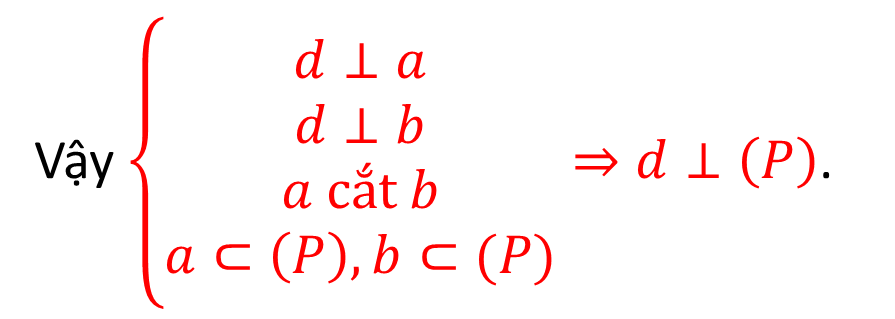 d ⊥ a
d ⊥ b
Vậy { a cắt b ⇒ d ⊥ (P).
a ⊂ (P), b ⊂ (P)